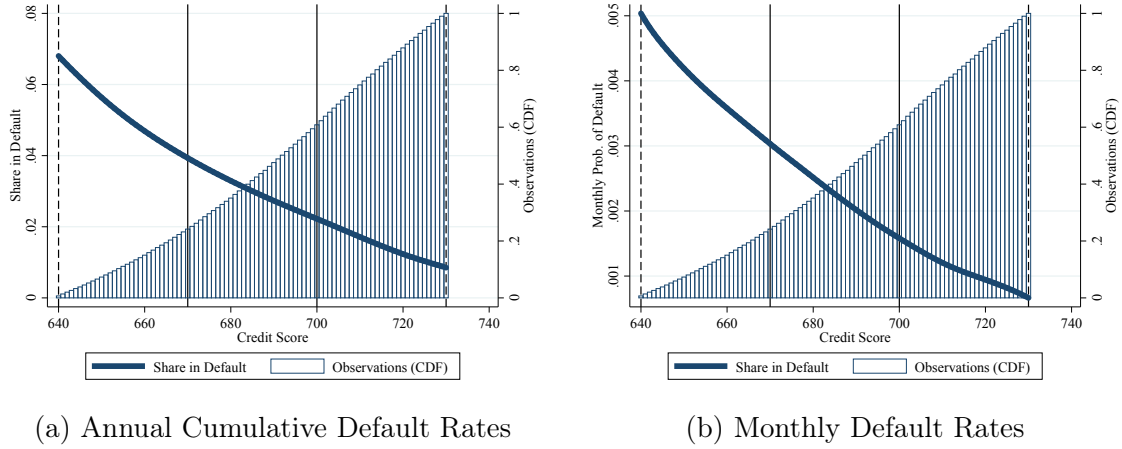 Share in Default
0 .02 .04 .06 .08
Observations (CDF)
0 .2 .4 .6 .8 1
640 660 680 700 720 740
Credit Score
Share in Default Observations (CDF)
(a) Annual Cumulative Default Rates
Monthly Prob. of Default
.001 .002 .003 .004 .005
Observations (CDF)
0 .2 .4 .6 .8 1
640 660 680 700 720 740
Credit Score
Share in Default Observations (CDF)
(b) Monthly Default Rates